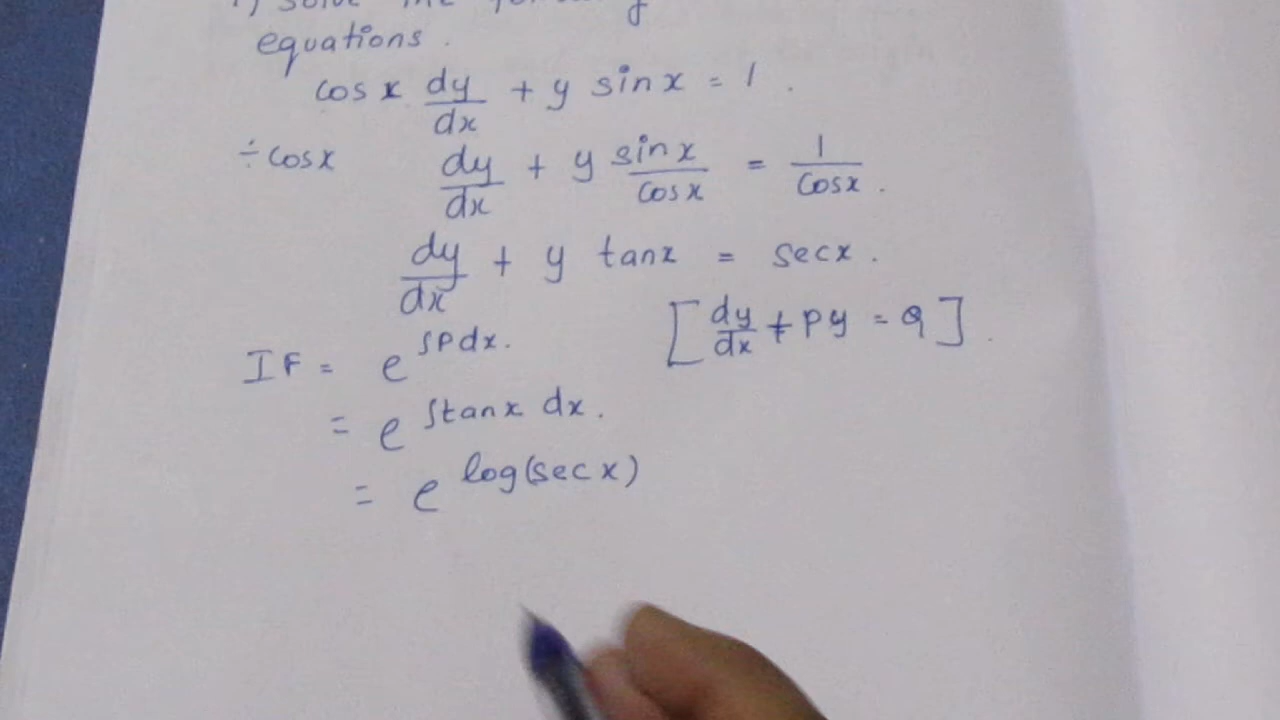 equations.
cos x dy/dx + y sin x = 1.
÷ cos x dy/dx + y sin x/cos x = 1/cos x.
dy/dx + y tan x = sec x.
[dy/dx + Py = Q].
IF = e^∫P dx.
= e^∫tan x dx.
= e^log(sec x)